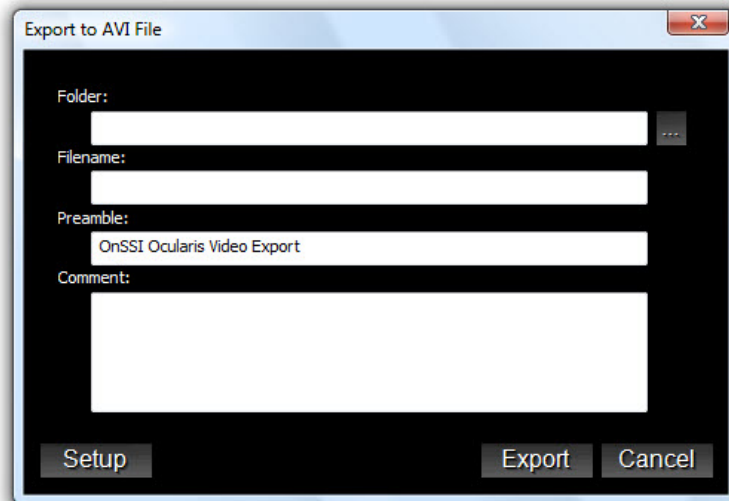 Export to AVI File
Folder:
...
Filename:
Preamble:
OnSSI Ocularis Video Export
Comment:
Setup Export Cancel